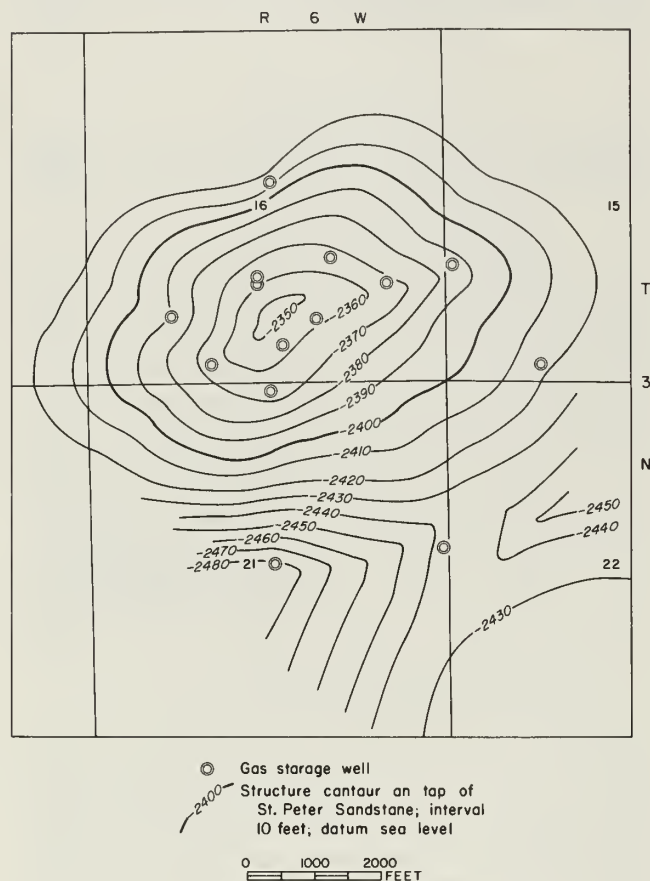 R 6 W
16
15
T
-2350
-2360
-2370
-2380
3
-2390
-2400
-2410
N
-2420
-2430
-2440
-2450
-2450
-2440
-2460
-2470
-2480
21
22
-2430
Gas starage well
-2400
Structure cantaur an tap of
St. Peter Sandstane; interval
10 feet; datum sea level
0 1000 2000
FEET